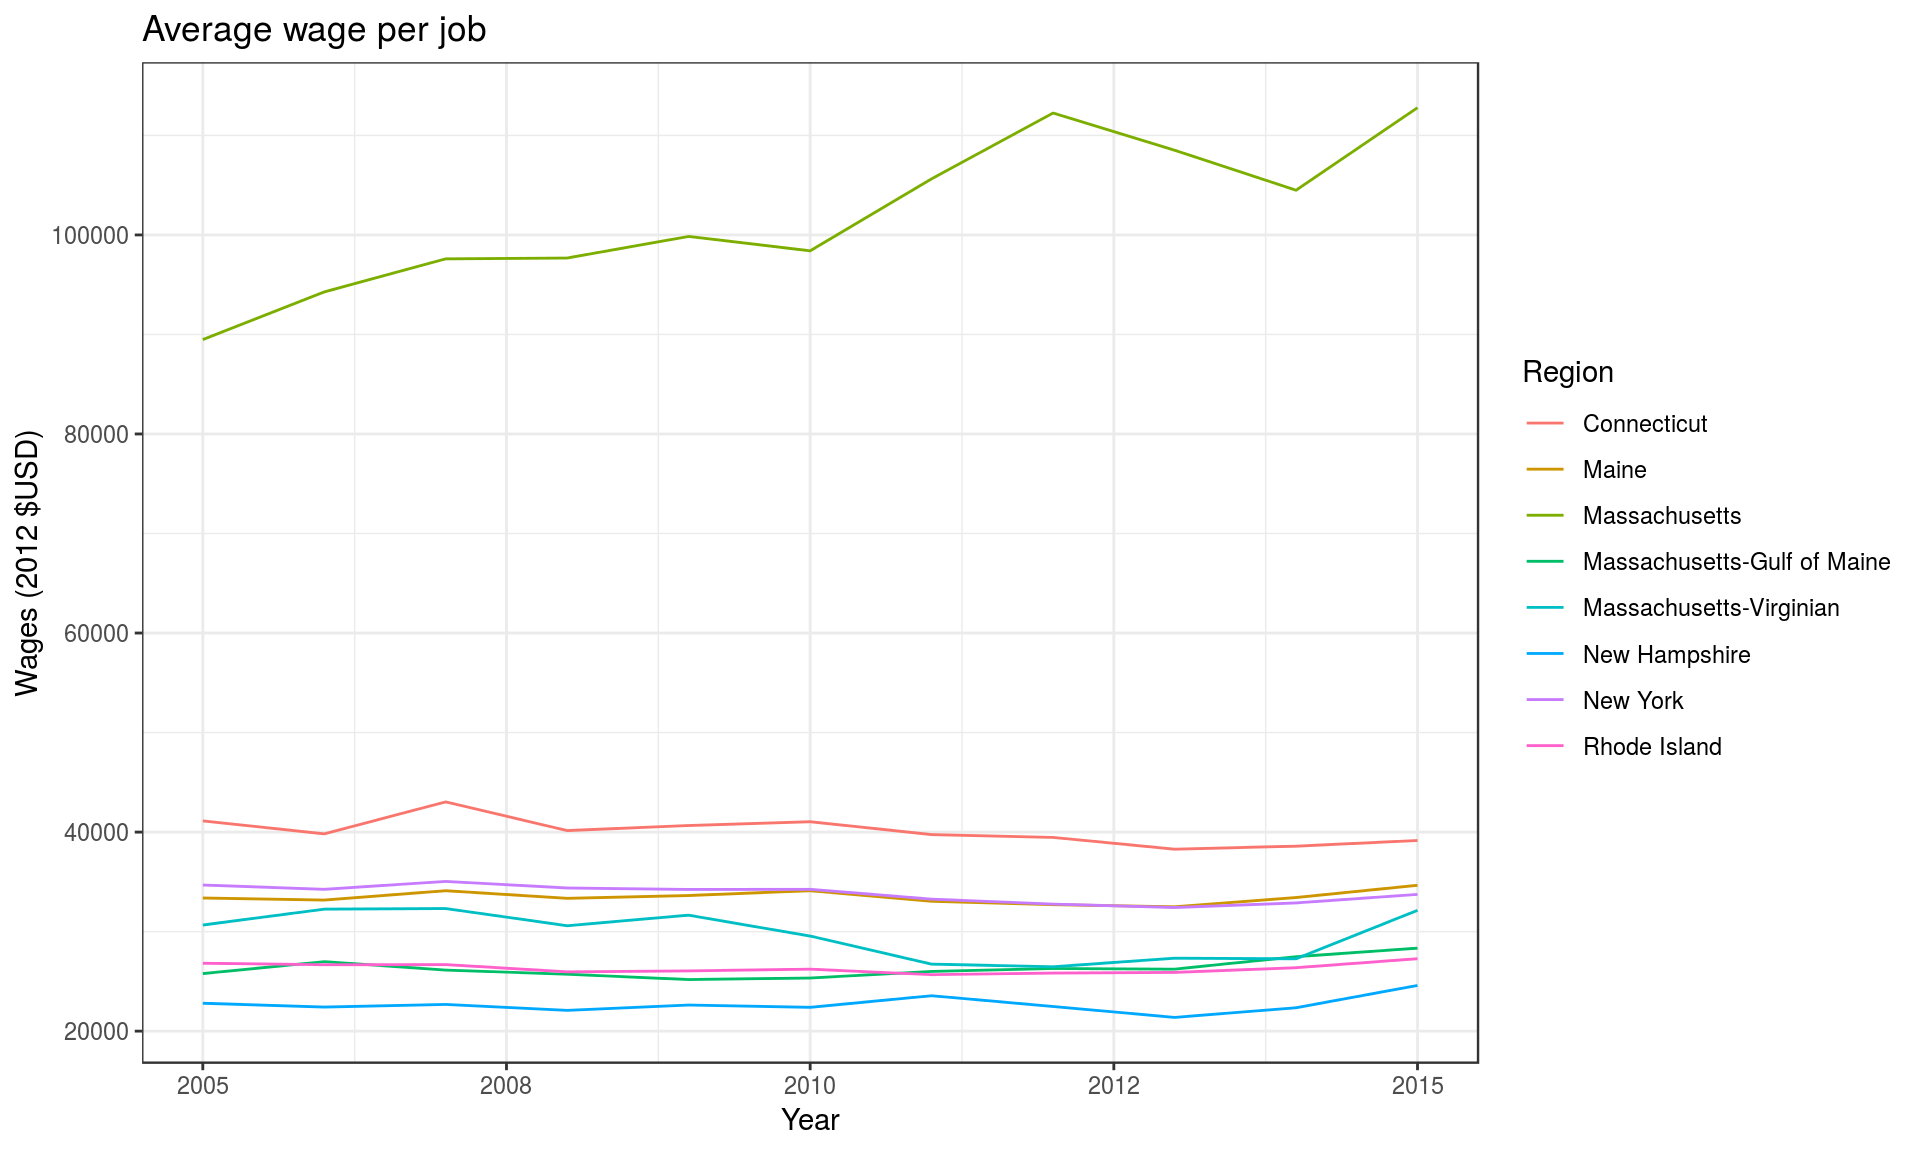 Average wage per job
100000
80000
60000
40000
20000
Wages (2012 $USD)
2005
2008
2010
2012
2015
Year
Region
Connecticut
Maine
Massachusetts
Massachusetts-Gulf of Maine
Massachusetts-Virginian
New Hampshire
New York
Rhode Island